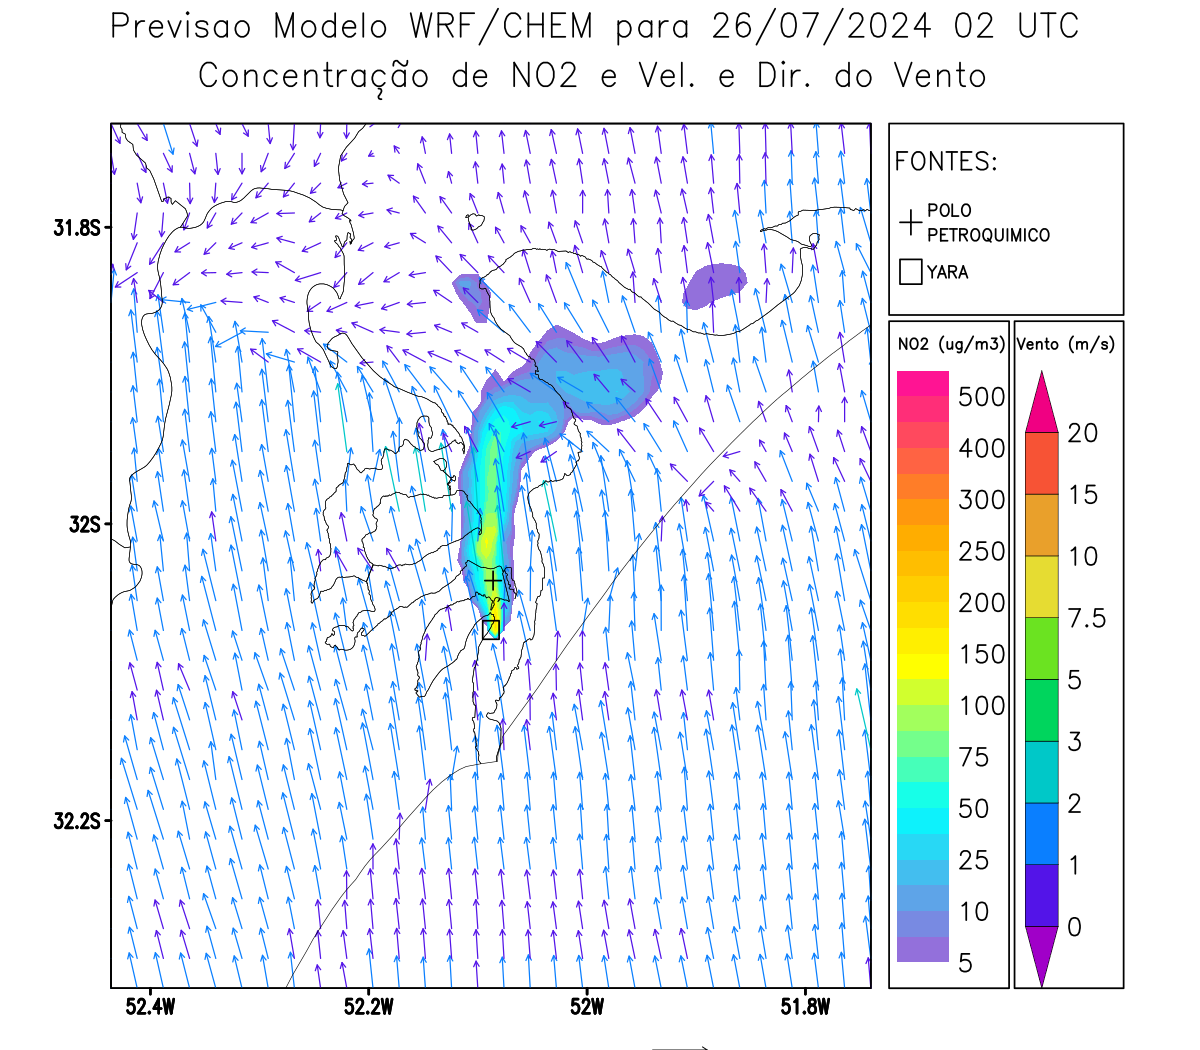 Previsao Modelo WRF/CHEM para 26/07/2024 02 UTC
Concentração de NO2 e Vel. e Dir. do Vento
FONTES:
POLO
PETROQUIMICO
YARA
NO2 (ug/m3)
500
400
300
250
200
150
100
75
50
25
10
5
Vento (m/s)
20
15
10
7.5
5
3
2
1
0
31.8S
32S
32.2S
52.4W
52.2W
52W
51.8W